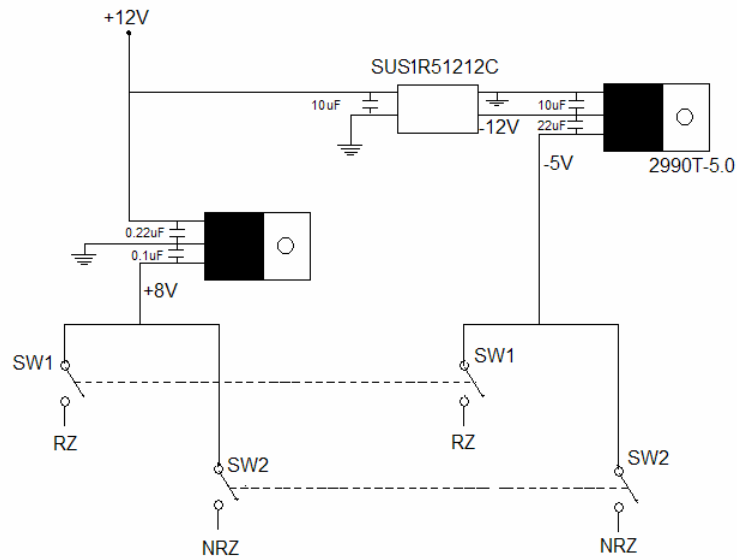 +12V
SUS1R51212C
10uF
10uF
-12V
22uF
-5V
2990T-5.0
0.22uF
0.1uF
+8V
SW1
SW1
RZ
RZ
SW2
SW2
NRZ
NRZ